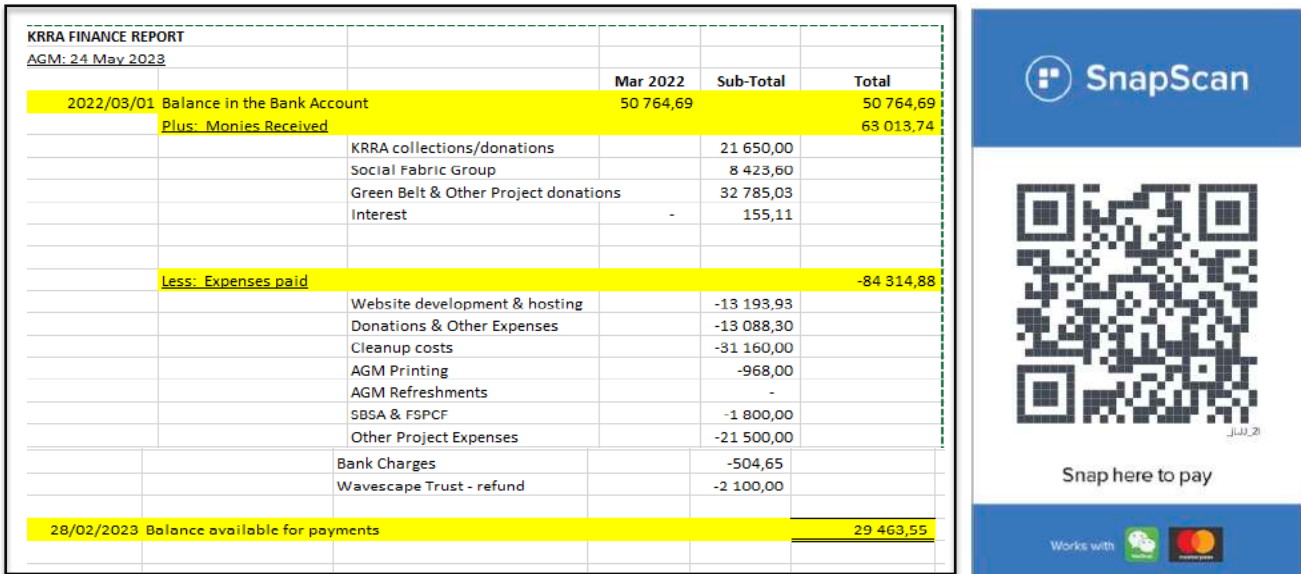 KRRA FINANCE REPORT
AGM: 24 May 2023
Mar 2022 Sub-Total Total
2022/03/01 Balance in the Bank Account 50 764,69 50 764,69
Plus: Monies Received 63 013,74
KRRA collections/donations 21 650,00
Social Fabric Group 8 423,60
Green Belt & Other Project donations 32 785,03
Interest - 155,11
Less: Expenses paid -84 314,88
Website development & hosting -13 193,93
Donations & Other Expenses -13 088,30
Cleanup costs -31 160,00
AGM Printing -968,00
AGM Refreshments -
SBSA & FSPCF -1 800,00
Other Project Expenses -21 500,00
Bank Charges -504,65
Wavescape Trust - refund -2 100,00
28/02/2023 Balance available for payments 29 463,55
SnapScan
Snap here to pay
Works with